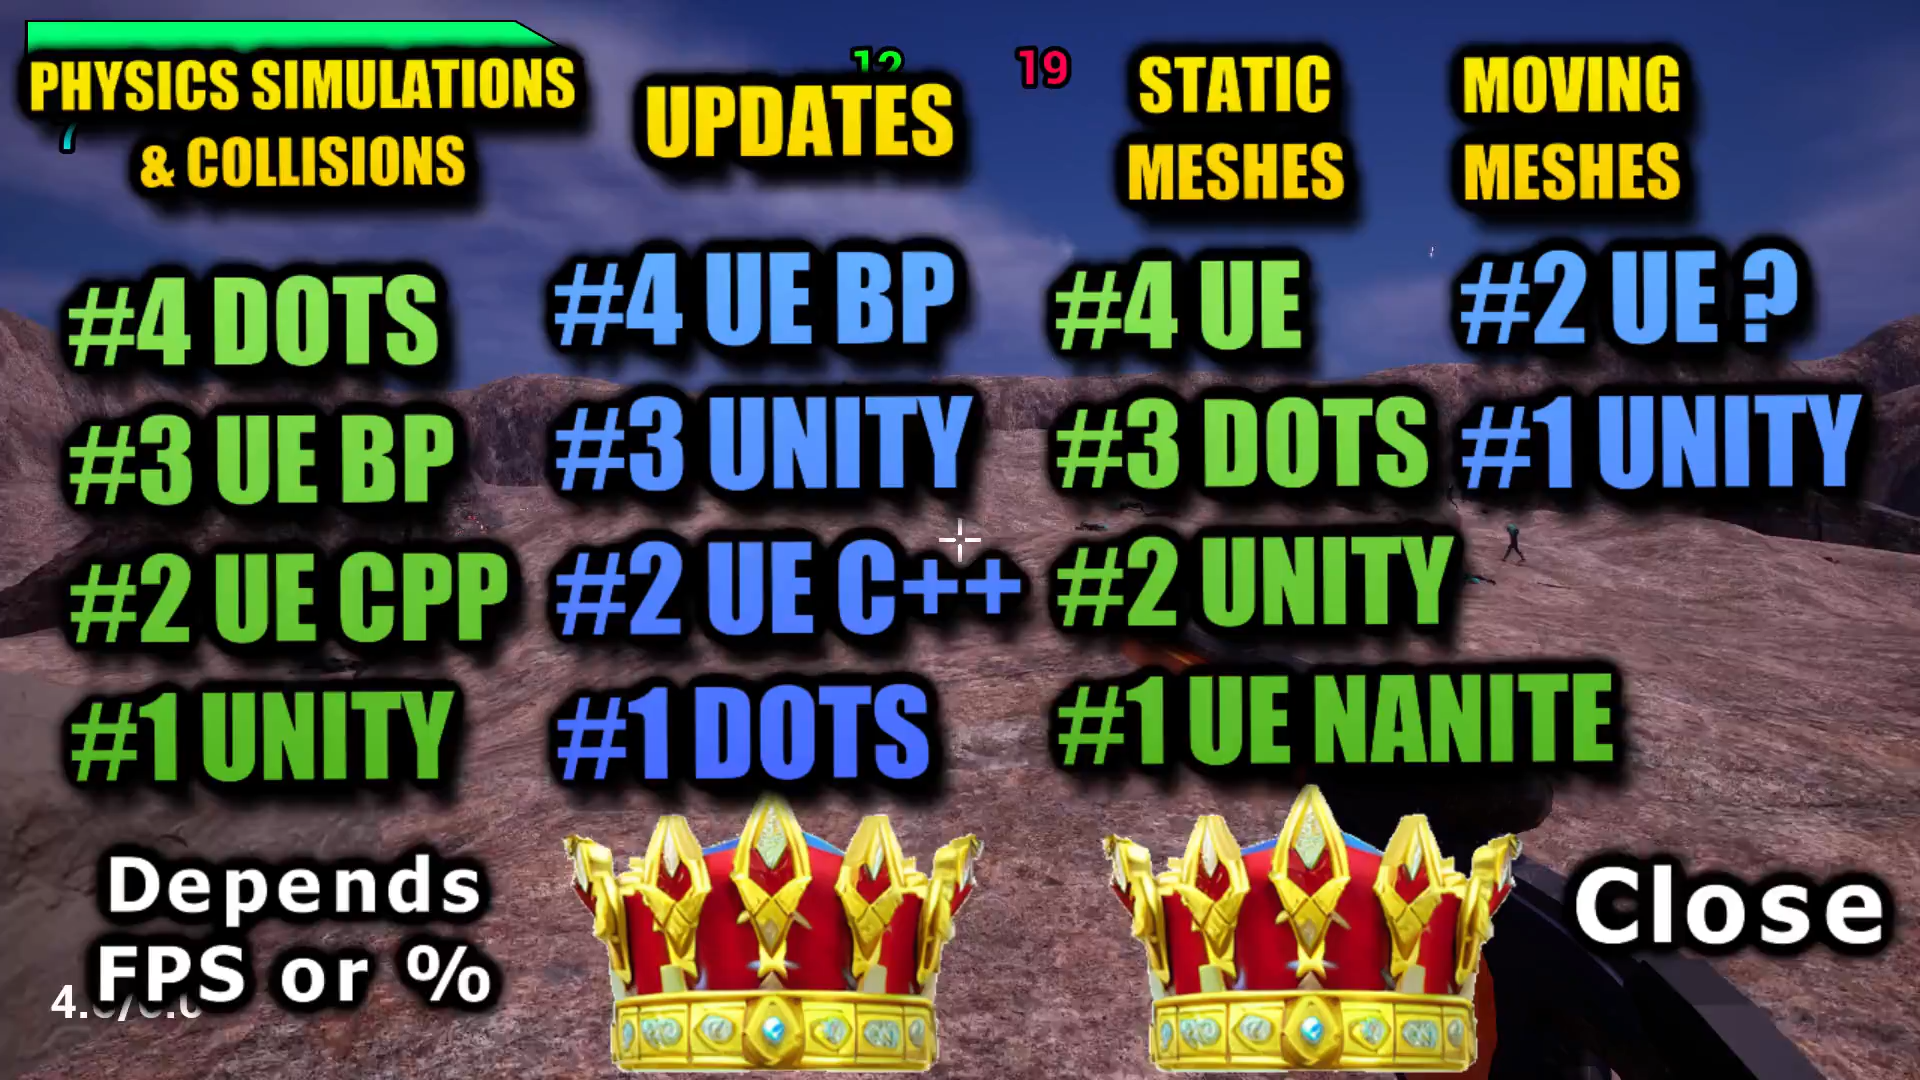 PHYSICS SIMULATIONS
& COLLISIONS
7
#4 DOTS
#3 UE BP
#2 UE CPP
#1 UNITY
Depends
FPS or %
12
19
UPDATES
#4 UE BP
#3 UNITY
#2 UE C++
#1 DOTS
STATIC
MESHES
#4 UE
#3 DOTS
#2 UNITY
#1 UE NANITE
MOVING
MESHES
#2 UE ?
#1 UNITY
Close